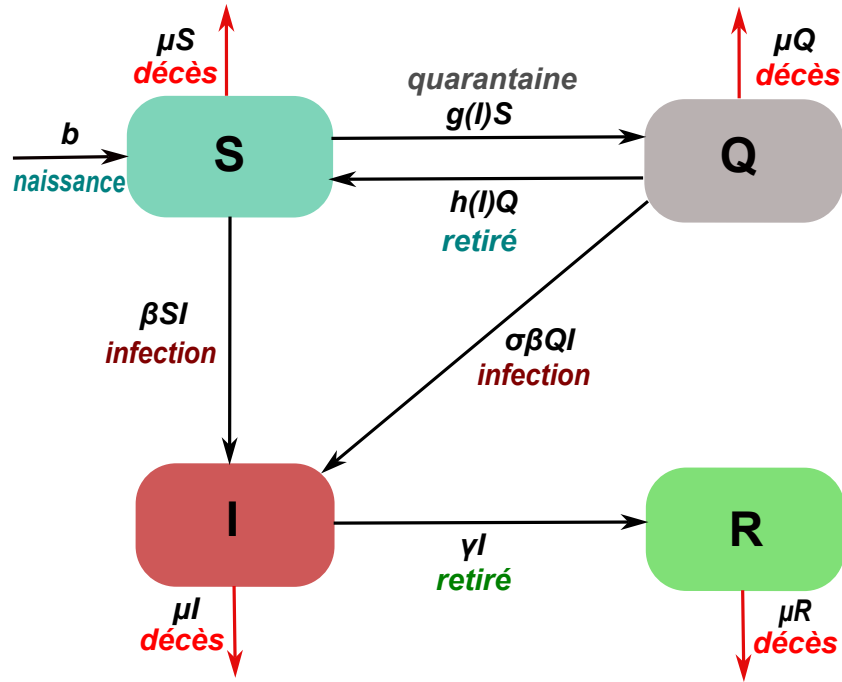 μS
décès
μQ
décès
quarantaine
g(I)S
b
naissance
S
Q
h(I)Q
retiré
βSI
infection
σβQI
infection
I
R
γI
retiré
μI
décès
μR
décès